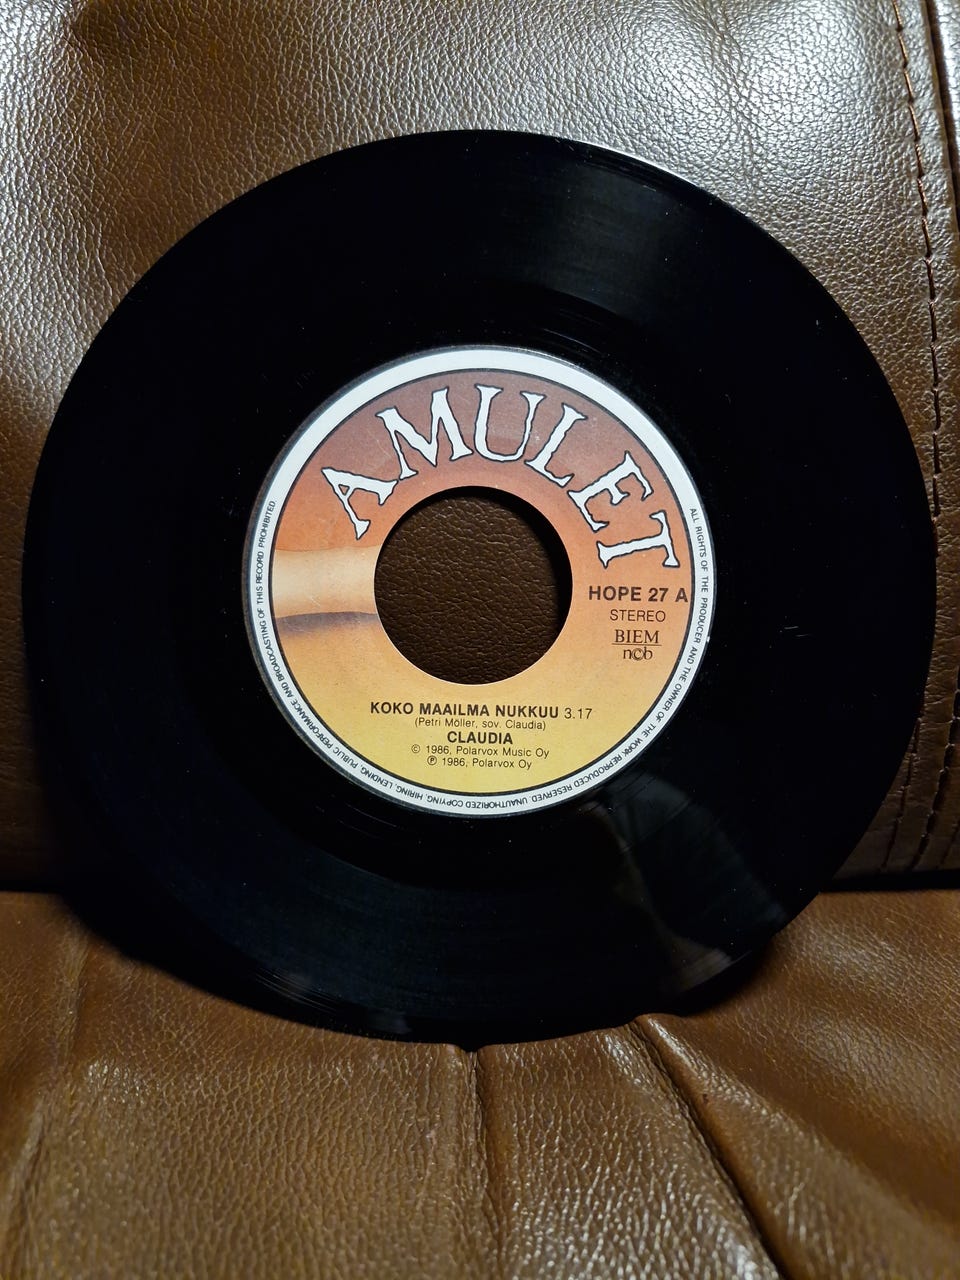 AMULET
HOPE 27 A
STEREO
BIEM
n©b
KOKO MAAILMA NUKKUU 3.17
(Petri Möller, sov. Claudia)
CLAUDIA
© 1986, Polarvox Music Oy
℗ 1986, Polarvox Oy
ALL RIGHTS OF THE PRODUCER AND THE OWNER OF THE WORK REPRODUCED RESERVED. UNAUTHORIZED COPYING, HIRING, LENDING, PUBLIC PERFORMANCE AND BROADCASTING OF THIS RECORD PROHIBITED.